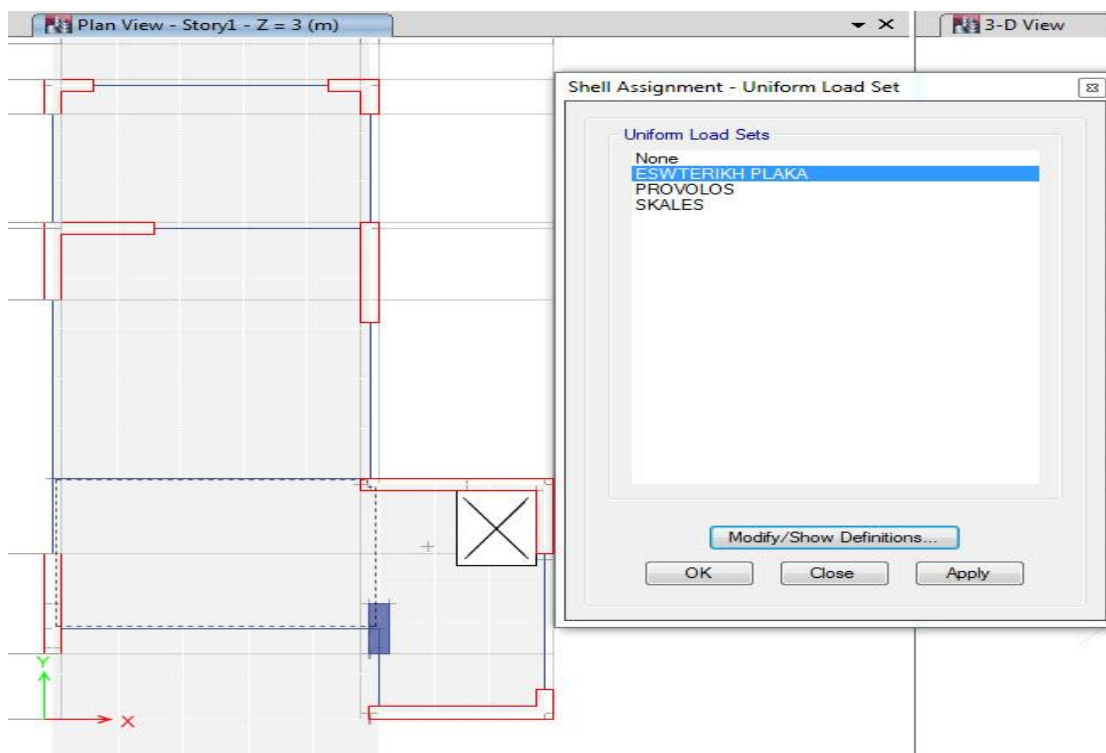 Plan View - Story1 - Z = 3 (m)
3-D View
Shell Assignment - Uniform Load Set
Uniform Load Sets
None
ESWTERIKH PLAKA
PROVOLOS
SKALES
Modify/Show Definitions...
OK
Close
Apply
Y
X